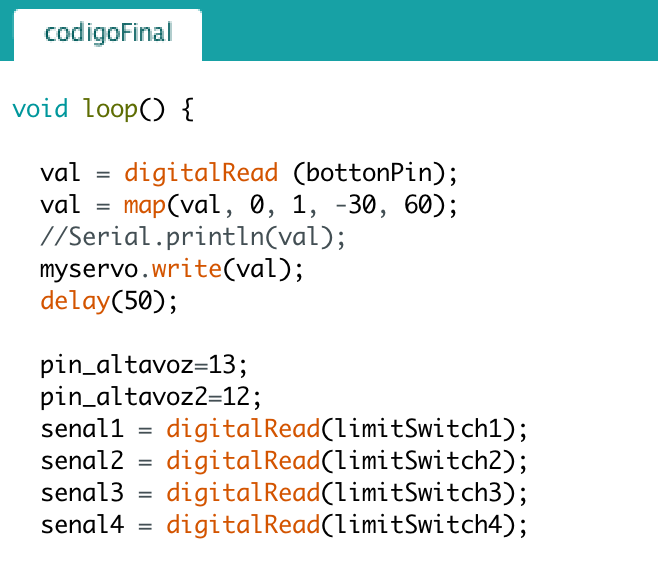 codigoFinal
void loop() {
val = digitalRead (bottonPin);
val = map(val, 0, 1, -30, 60);
//Serial.println(val);
myservo.write(val);
delay(50);
pin_altavoz=13;
pin_altavoz2=12;
senal1 = digitalRead(limitSwitch1);
senal2 = digitalRead(limitSwitch2);
senal3 = digitalRead(limitSwitch3);
senal4 = digitalRead(limitSwitch4);